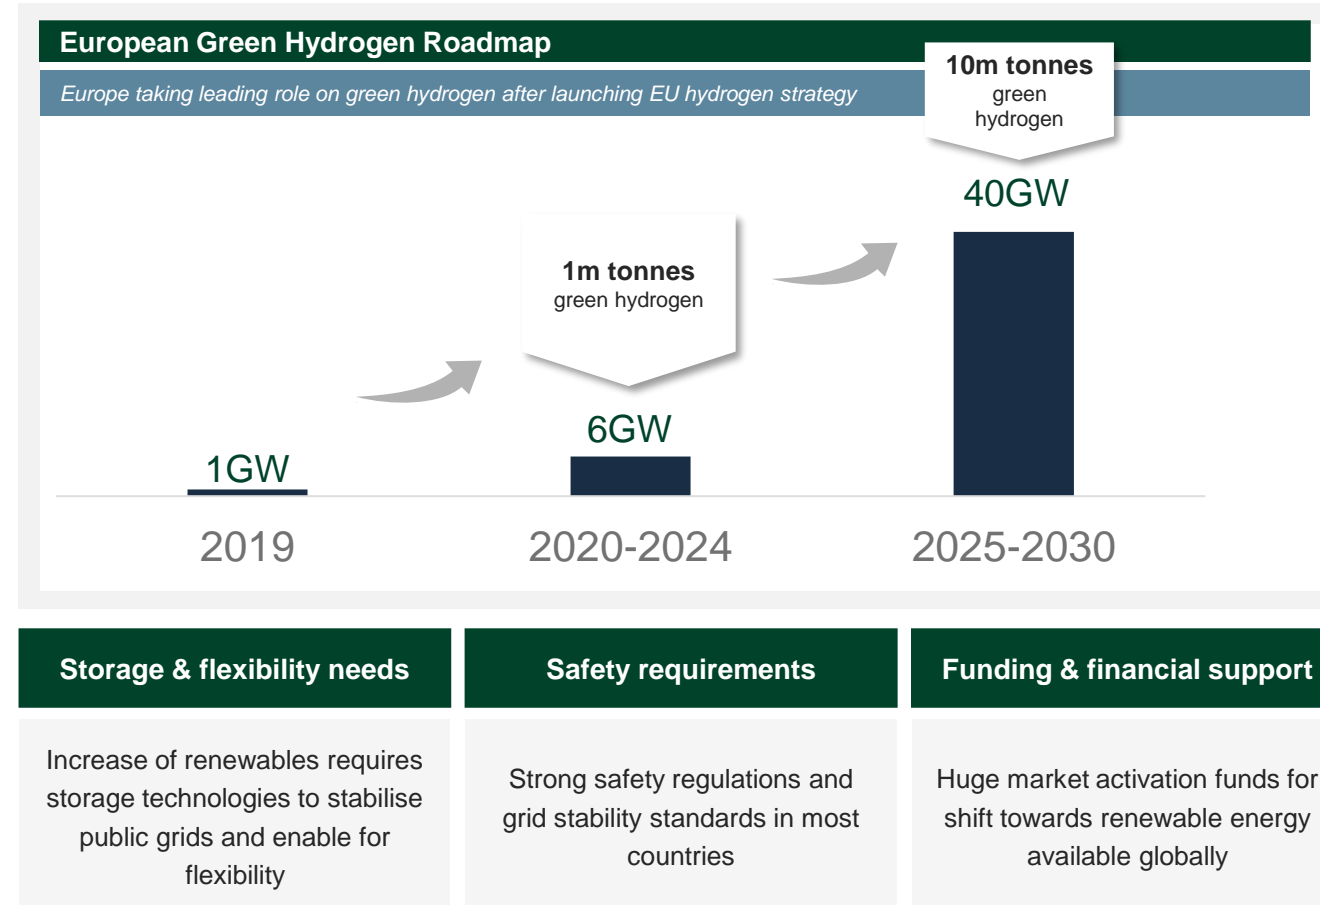 European Green Hydrogen Roadmap
Europe taking leading role on green hydrogen after launching EU hydrogen strategy
10m tonnes
green
hydrogen
40GW
1m tonnes
green hydrogen
6GW
1GW
2019
2020-2024
2025-2030
Storage & flexibility needs
Increase of renewables requires
storage technologies to stabilise
public grids and enable for
flexibility
Safety requirements
Strong safety regulations and
grid stability standards in most
countries
Funding & financial support
Huge market activation funds for
shift towards renewable energy
available globally